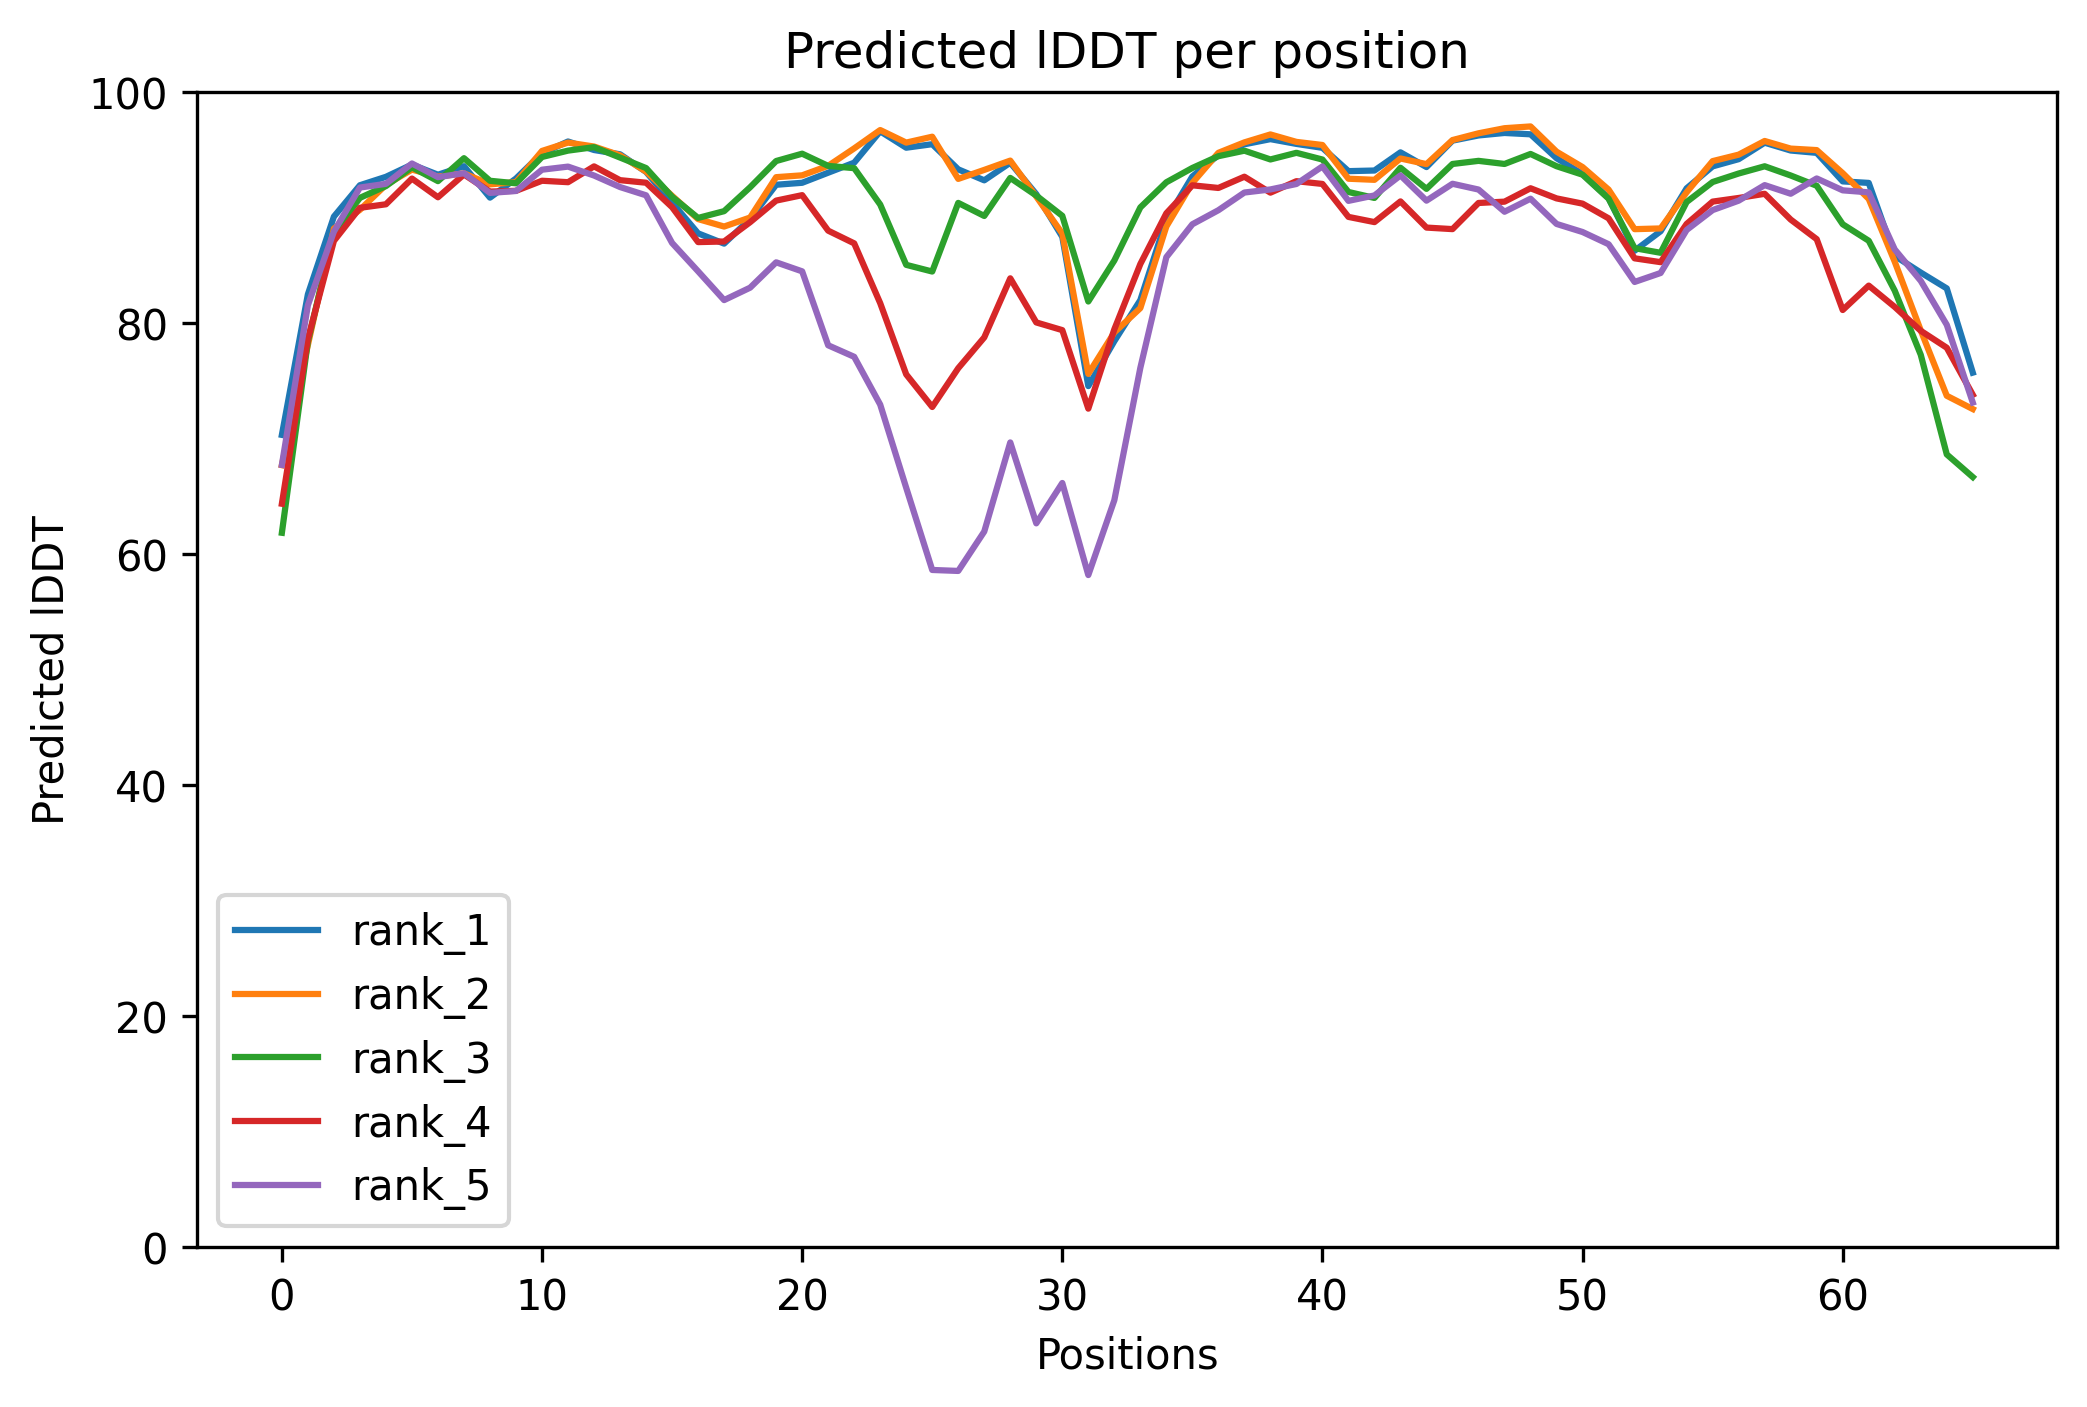 Predicted lDDT per position
100
80
60
40
20
0
Predicted lDDT
rank_1
rank_2
rank_3
rank_4
rank_5
0 10 20 30 40 50 60
Positions